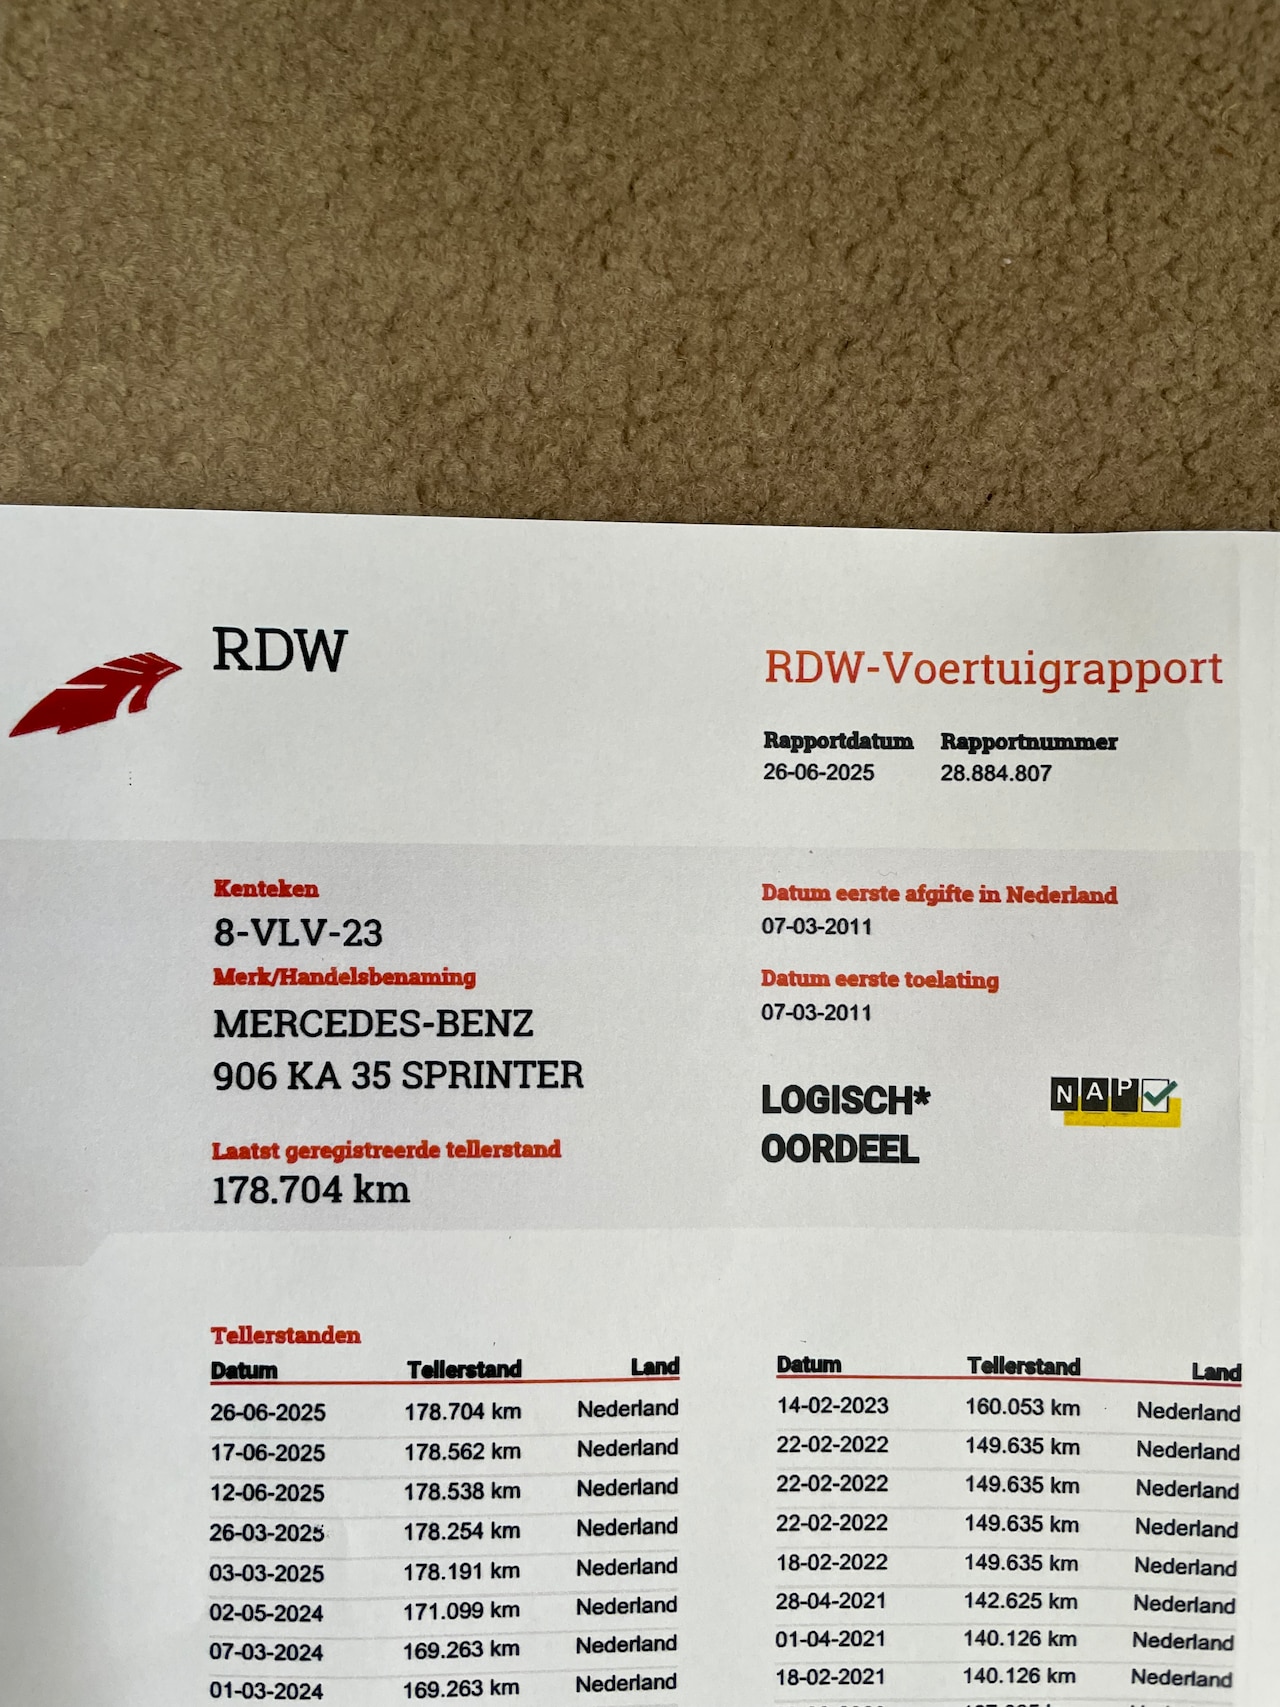 RDW
RDW-Voertuigrapport
Rapportdatum Rapportnummer
26-06-2025 28.884.807
Kenteken
8-VLV-23
Merk/Handelsbenaming
MERCEDES-BENZ
906 KA 35 SPRINTER
Laatst geregistreerde tellerstand
178.704 km
Datum eerste afgifte in Nederland
07-03-2011
Datum eerste toelating
07-03-2011
LOGISCH*
OORDEEL
NAP
Tellerstanden
Datum Tellerstand Land
26-06-2025 178.704 km Nederland
17-06-2025 178.562 km Nederland
12-06-2025 178.538 km Nederland
26-03-2025 178.254 km Nederland
03-03-2025 178.191 km Nederland
02-05-2024 171.099 km Nederland
07-03-2024 169.263 km Nederland
01-03-2024 169.263 km Nederland
Datum Tellerstand Land
14-02-2023 160.053 km Nederland
22-02-2022 149.635 km Nederland
22-02-2022 149.635 km Nederland
22-02-2022 149.635 km Nederland
18-02-2022 149.635 km Nederland
28-04-2021 142.625 km Nederland
01-04-2021 140.126 km Nederland
18-02-2021 140.126 km Nederland